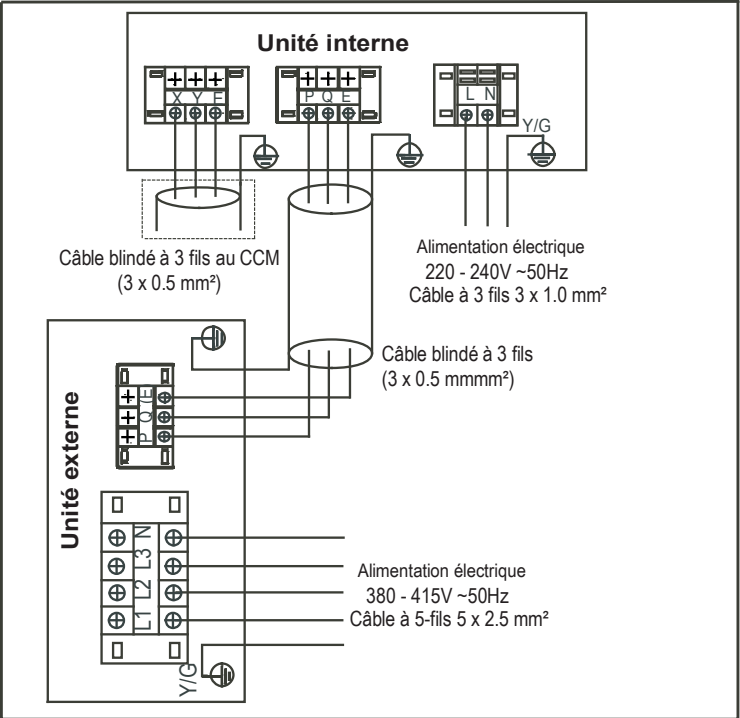 Unité interne
X Y E
P Q E
L N
Y/G
Câble blindé à 3 fils au CCM
(3 x 0.5 mm²)
Alimentation électrique
220 - 240V ~50Hz
Câble à 3 fils 3 x 1.0 mm²
Câble blindé à 3 fils
(3 x 0.5 mmmm²)
Unité externe
P Q (E)
L1 L2 L3 N
Alimentation électrique
380 - 415V ~50Hz
Câble à 5-fils 5 x 2.5 mm²
Y/G